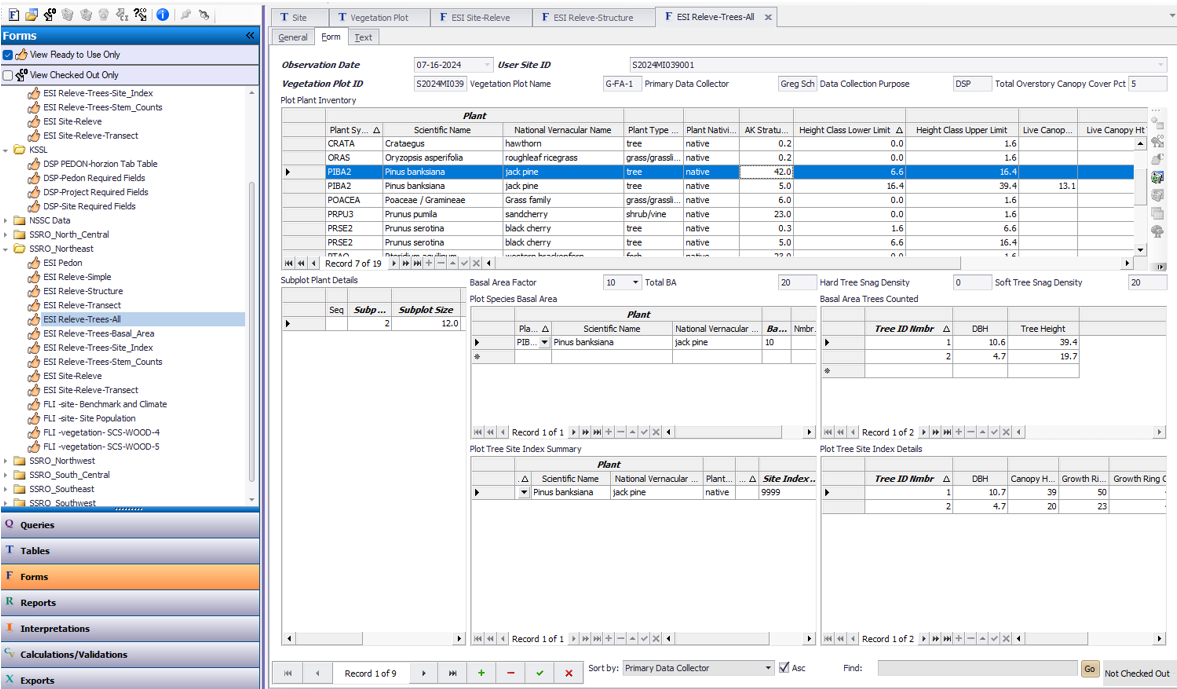 T Site
T Vegetation Plot
F ESI Site-Releve
F ESI Releve-Structure
F ESI Releve-Trees-All
Forms
View Ready to Use Only
View Checked Out Only
ESI Releve-Trees-Site_Index
ESI Releve-Trees-Stem_Counts
ESI Site-Releve
ESI Site-Releve-Transect
KSSL
DSP PEDON-horzion Tab Table
DSP-Pedon Required Fields
DSP-Project Required Fields
DSP-Site Required Fields
NSSC Data
SSRO_North_Central
SSRO_Northeast
ESI Pedon
ESI Releve-Simple
ESI Releve-Structure
ESI Releve-Transect
ESI Releve-Trees-All
ESI Releve-Trees-Basal_Area
ESI Releve-Trees-Site_Index
ESI Releve-Trees-Stem_Counts
ESI Site-Releve
ESI Site-Releve-Transect
FLI -site- Benchmark and Climate
FLI -site- Site Population
FLI -vegetation- SCS-WOOD-4
FLI -vegetation- SCS-WOOD-5
SSRO_Northwest
SSRO_South_Central
SSRO_Southeast
SSRO_Southwest
Q Queries
T Tables
F Forms
R Reports
I Interpretations
Calculations/Validations
X Exports
General Form Text
Observation Date 07-16-2024 User Site ID S2024MI039001
Vegetation Plot ID S2024MI039 Vegetation Plot Name G-FA-1 Primary Data Collector Greg Sch Data Collection Purpose DSP Total Overstory Canopy Cover Pct 5
Plot Plant Inventory
Plant
Plant Sy... Scientific Name National Vernacular Name Plant Type ... Plant Nativi... AK Stratu... Height Class Lower Limit Height Class Upper Limit Live Canop... Live Canopy Ht
CRATA Crataegus hawthorn tree native 0.2 0.0 1.6
ORAS Oryzopsis asperifolia roughleaf ricegrass grass/grassli... native 0.2 0.0 1.6
PIBA2 Pinus banksiana jack pine tree native 42.0 6.6 16.4
PIBA2 Pinus banksiana jack pine tree native 5.0 16.4 39.4 13.1
POACEA Poaceae / Gramineae Grass family grass/grassli... native 6.0 0.0 1.6
PRPU3 Prunus pumila sandcherry shrub/vine native 23.0 0.0 1.6
PRSE2 Prunus serotina black cherry tree native 0.3 1.6 6.6
PRSE2 Prunus serotina black cherry tree native 5.0 6.6 16.4
Record 7 of 19
Subplot Plant Details
Seq Subp ... Subplot Size
2 12.0
Basal Area Factor 10 Total BA 20 Hard Tree Snag Density 0 Soft Tree Snag Density 20
Plot Species Basal Area
Plant
Pla... Scientific Name National Vernacular ... Ba... Nmbr
PIB... Pinus banksiana jack pine 10
Record 1 of 1
Basal Area Trees Counted
Tree ID Nmbr DBH Tree Height
1 10.6 39.4
2 4.7 19.7
Record 1 of 2
Plot Tree Site Index Summary
Plant
Scientific Name National Vernacular ... Plant... ... Site Index ..
Pinus banksiana jack pine native 9999
Record 1 of 1
Plot Tree Site Index Details
Tree ID Nmbr DBH Canopy H... Growth Ri... Growth Ring C
1 10.7 39 50
2 4.7 20 23
Record 1 of 2
Record 1 of 9 Sort by: Primary Data Collector Asc Find: Go Not Checked Out